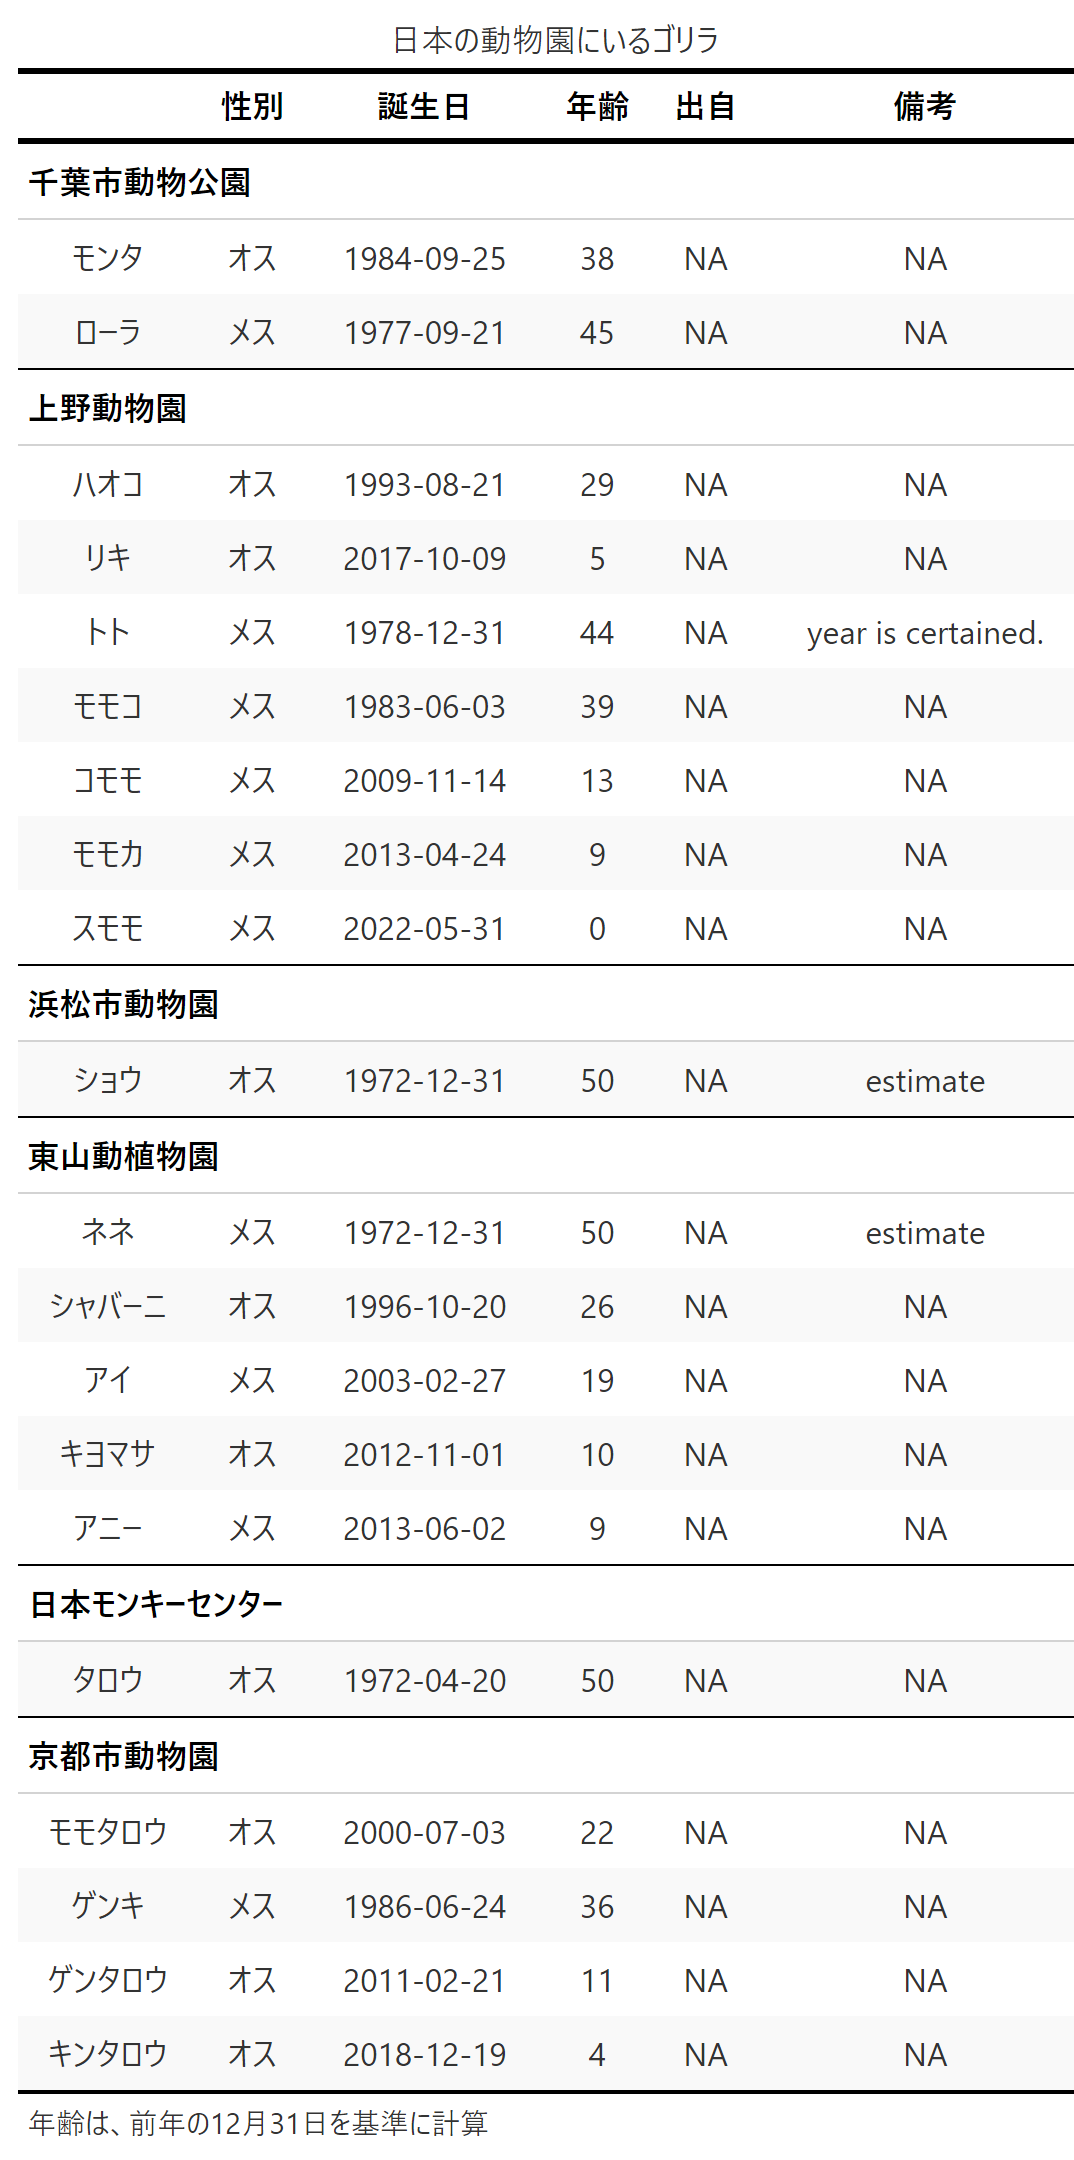 日本の動物園にいるゴリラ
性別 誕生日 年齢 出自 備考
千葉市動物公園
モンタ オス 1984-09-25 38 NA NA
ローラ メス 1977-09-21 45 NA NA
上野動物園
ハオコ オス 1993-08-21 29 NA NA
リキ オス 2017-10-09 5 NA NA
トト メス 1978-12-31 44 NA year is certained.
モモコ メス 1983-06-03 39 NA NA
コモモ メス 2009-11-14 13 NA NA
モモカ メス 2013-04-24 9 NA NA
スモモ メス 2022-05-31 0 NA NA
浜松市動物園
ショウ オス 1972-12-31 50 NA estimate
東山動植物園
ネネ メス 1972-12-31 50 NA estimate
シャバーニ オス 1996-10-20 26 NA NA
アイ メス 2003-02-27 19 NA NA
キヨマサ オス 2012-11-01 10 NA NA
アニー メス 2013-06-02 9 NA NA
日本モンキーセンター
タロウ オス 1972-04-20 50 NA NA
京都市動物園
モモタロウ オス 2000-07-03 22 NA NA
ゲンキ メス 1986-06-24 36 NA NA
ゲンタロウ オス 2011-02-21 11 NA NA
キンタロウ オス 2018-12-19 4 NA NA
年齢は、前年の12月31日を基準に計算